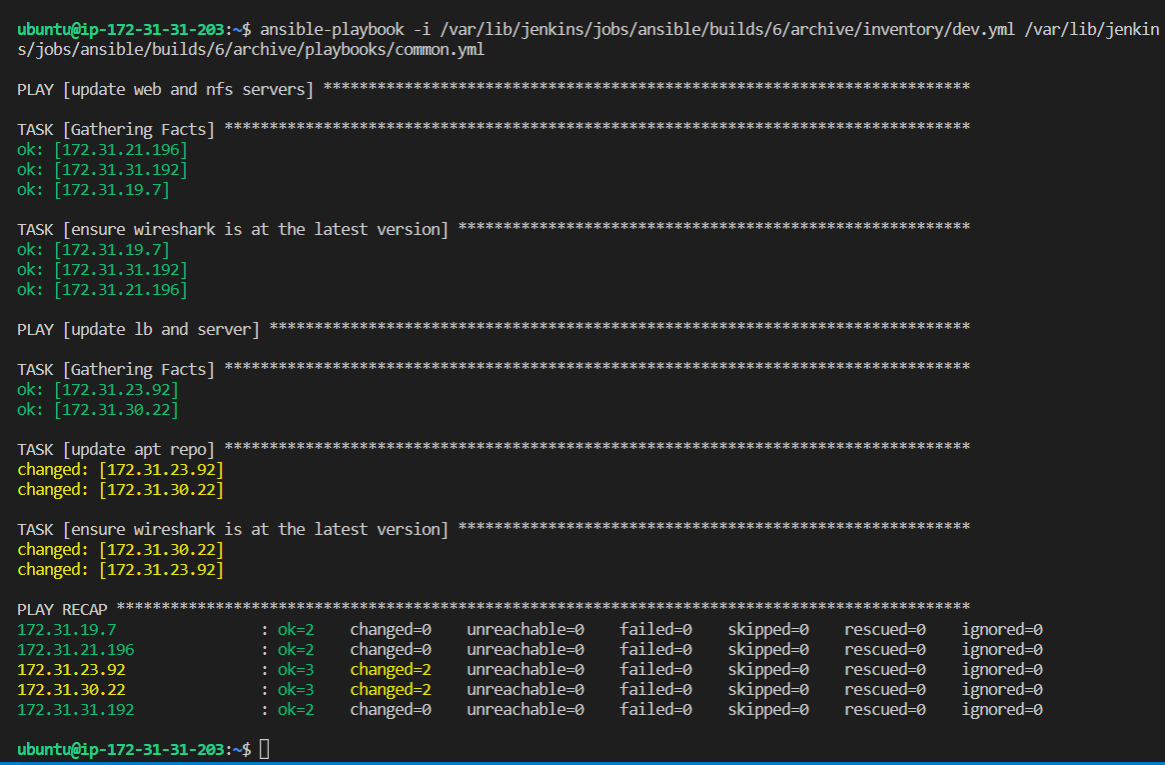 ubuntu@ip-172-31-31-203:~$ ansible-playbook -i /var/lib/jenkins/jobs/ansible/builds/6/archive/inventory/dev.yml /var/lib/jenkin
s/jobs/ansible/builds/6/archive/playbooks/common.yml
PLAY [update web and nfs servers] ************************************************************************
TASK [Gathering Facts] ***********************************************************************************
ok: [172.31.21.196]
ok: [172.31.31.192]
ok: [172.31.19.7]
TASK [ensure wireshark is at the latest version] *********************************************************
ok: [172.31.19.7]
ok: [172.31.31.192]
ok: [172.31.21.196]
PLAY [update lb and server] ******************************************************************************
TASK [Gathering Facts] ***********************************************************************************
ok: [172.31.23.92]
ok: [172.31.30.22]
TASK [update apt repo] ***********************************************************************************
changed: [172.31.23.92]
changed: [172.31.30.22]
TASK [ensure wireshark is at the latest version] *********************************************************
changed: [172.31.30.22]
changed: [172.31.23.92]
PLAY RECAP ***********************************************************************************************
172.31.19.7                : ok=2    changed=0    unreachable=0    failed=0    skipped=0    rescued=0    ignored=0
172.31.21.196              : ok=2    changed=0    unreachable=0    failed=0    skipped=0    rescued=0    ignored=0
172.31.23.92               : ok=3    changed=2    unreachable=0    failed=0    skipped=0    rescued=0    ignored=0
172.31.30.22               : ok=3    changed=2    unreachable=0    failed=0    skipped=0    rescued=0    ignored=0
172.31.31.192              : ok=2    changed=0    unreachable=0    failed=0    skipped=0    rescued=0    ignored=0
ubuntu@ip-172-31-31-203:~$